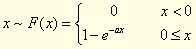 x ~ F(x) = { 0 x < 0
1 - e^{-ax} 0 ≤ x